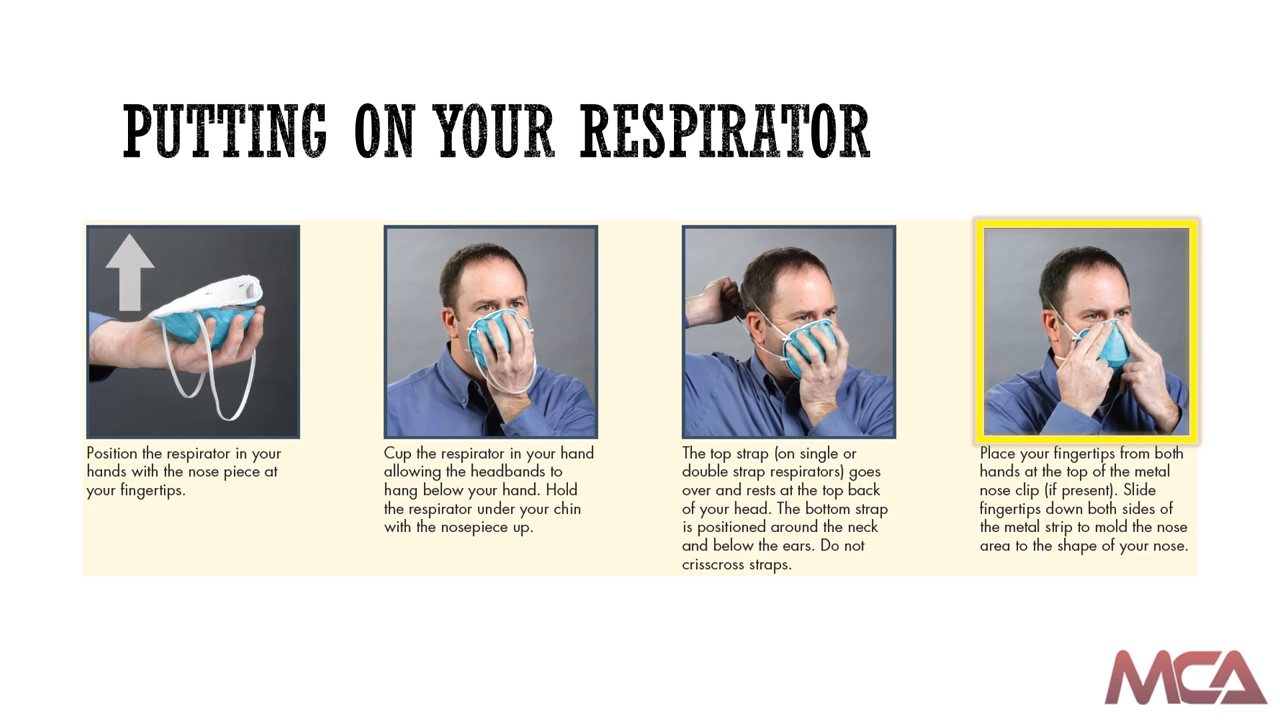 PUTTING ON YOUR RESPIRATOR
Position the respirator in your
hands with the nose piece at
your fingertips.
Cup the respirator in your hand
allowing the headbands to
hang below your hand. Hold
the respirator under your chin
with the nosepiece up.
The top strap (on single or
double strap respirators) goes
over and rests at the top back
of your head. The bottom strap
is positioned around the neck
and below the ears. Do not
crisscross straps.
Place your fingertips from both
hands at the top of the metal
nose clip (if present). Slide
fingertips down both sides of
the metal strip to mold the nose
area to the shape of your nose.
MCA